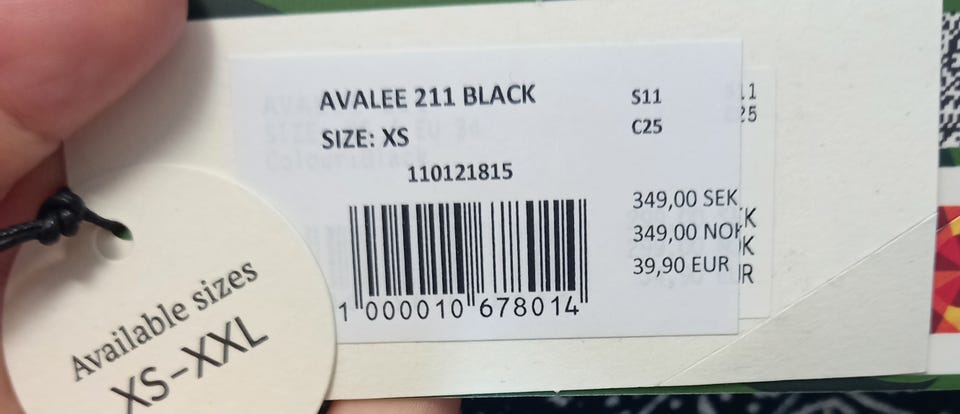 AVALEE 211 BLACK
SIZE: XS
110121815
1 000010 678014
S11
C25
349,00 SEK
349,00 NOK
39,90 EUR
Available sizes
XS-XXL